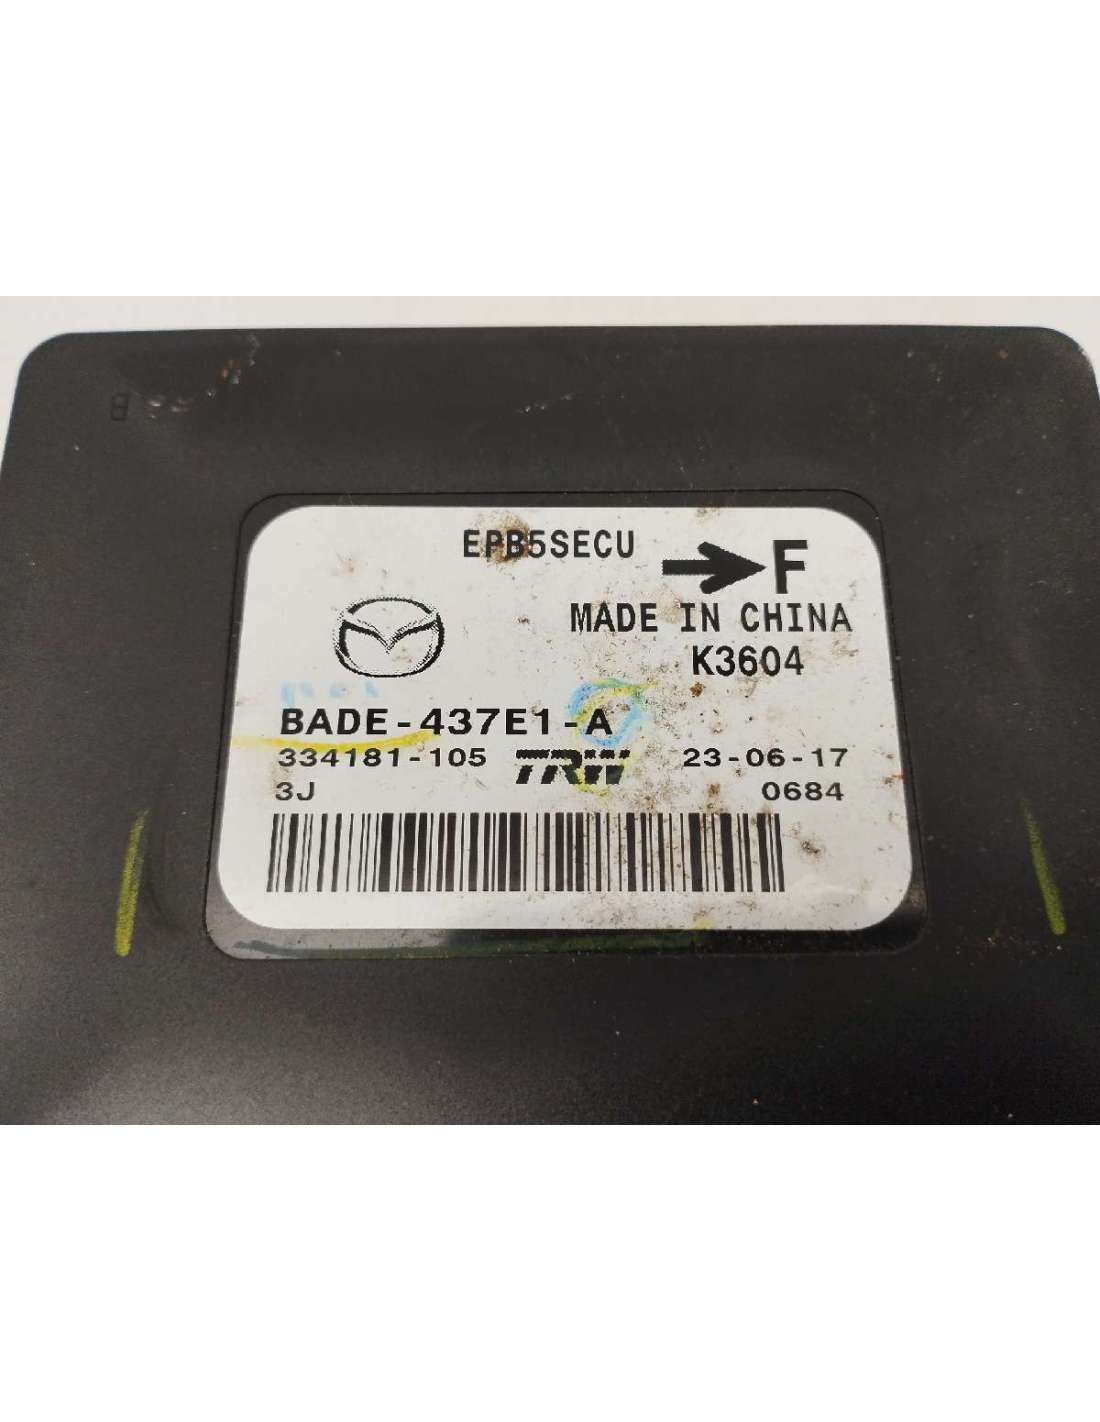 EPB5SECU
F
MADE IN CHINA
K3604
BADE-437E1-A
334181-105 TRW 23-06-17
3J 0684